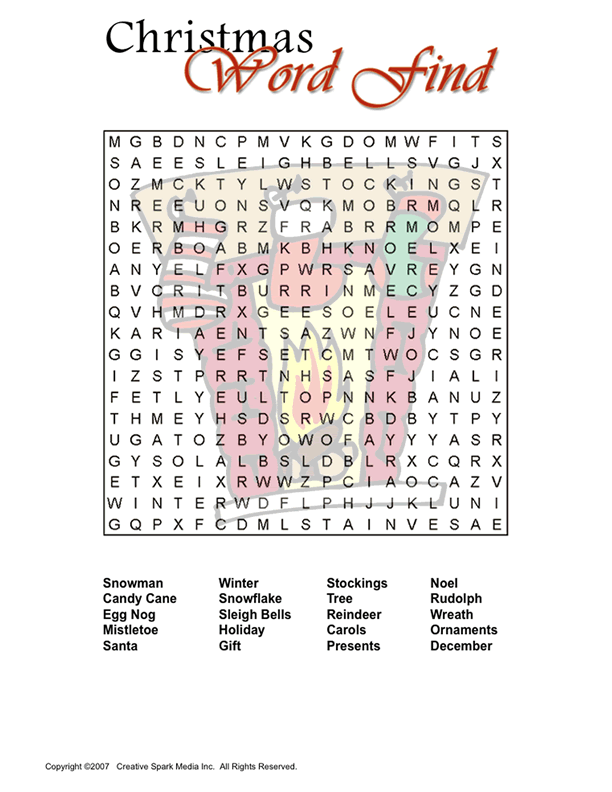 Christmas
Word Find
M G B D N C P M V K G D O M W F I T S
S A E E S L E I G H B E L L S V G J X
O Z M C K T Y L W S T O C K I N G S T
N R E E U O N S V Q K M O B R M Q L R
B K R M H G R Z F R A B R R M O M P E
O E R B O A B M K B H K N O E L X E I
A N Y E L F X G P W R S A V R E Y G N
B V C R I T B U R R I N M E C Y Z G D
Q V H M D R X G E E S O E L E U C N E
K A R T A E N T S A Z W N F J Y N O E
G G I S Y E F S E T C M T W O C S G R
I Z S T P R R T N H S A S F J I A L I
F E T L Y E U L T O P N N K B A N U Z
T H M E Y H S D S R W C B D B Y T P Y
U G A T O Z B Y O W O F A Y Y Y A S R
G Y S O L A L B S L D B L R X C Q R X
E T X E I X R W W Z P C I A O C A Z V
W I N T E R W D F L P H J J K L U N I
G Q P X F C D M L S T A I N V E S A E
Snowman Winter Stockings Noel
Candy Cane Snowflake Tree Rudolph
Egg Nog Sleigh Bells Reindeer Wreath
Mistletoe Holiday Carols Ornaments
Santa Gift Presents December
Copyright ©2007 Creative Spark Media Inc. All Rights Reserved.